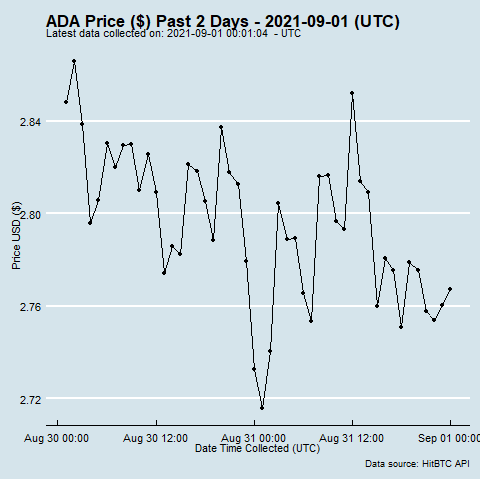 ADA Price ($) Past 2 Days - 2021-09-01 (UTC)
Latest data collected on: 2021-09-01 00:01:04 - UTC
2.84
2.80
2.76
2.72
Price USD ($)
Aug 30 00:00 Aug 30 12:00 Aug 31 00:00 Aug 31 12:00 Sep 01 00:00
Date Time Collected (UTC)
Data source: HitBTC API